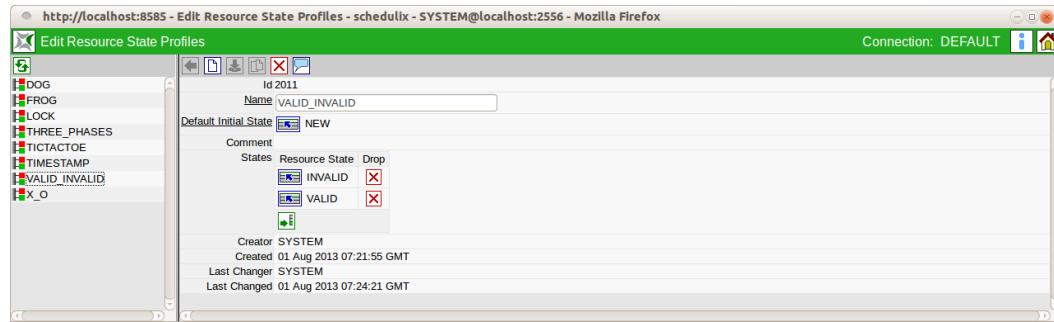 http://localhost:8585 - Edit Resource State Profiles - schedulix - SYSTEM@localhost:2556 - Mozilla Firefox
Edit Resource State Profiles
Connection: DEFAULT
DOG
FROG
LOCK
THREE_PHASES
TICTACTOE
TIMESTAMP
VALID_INVALID
X_O
Id 2011
Name VALID_INVALID
Default Initial State NEW
Comment
States Resource State Drop
INVALID
VALID
Creator SYSTEM
Created 01 Aug 2013 07:21:55 GMT
Last Changer SYSTEM
Last Changed 01 Aug 2013 07:24:21 GMT